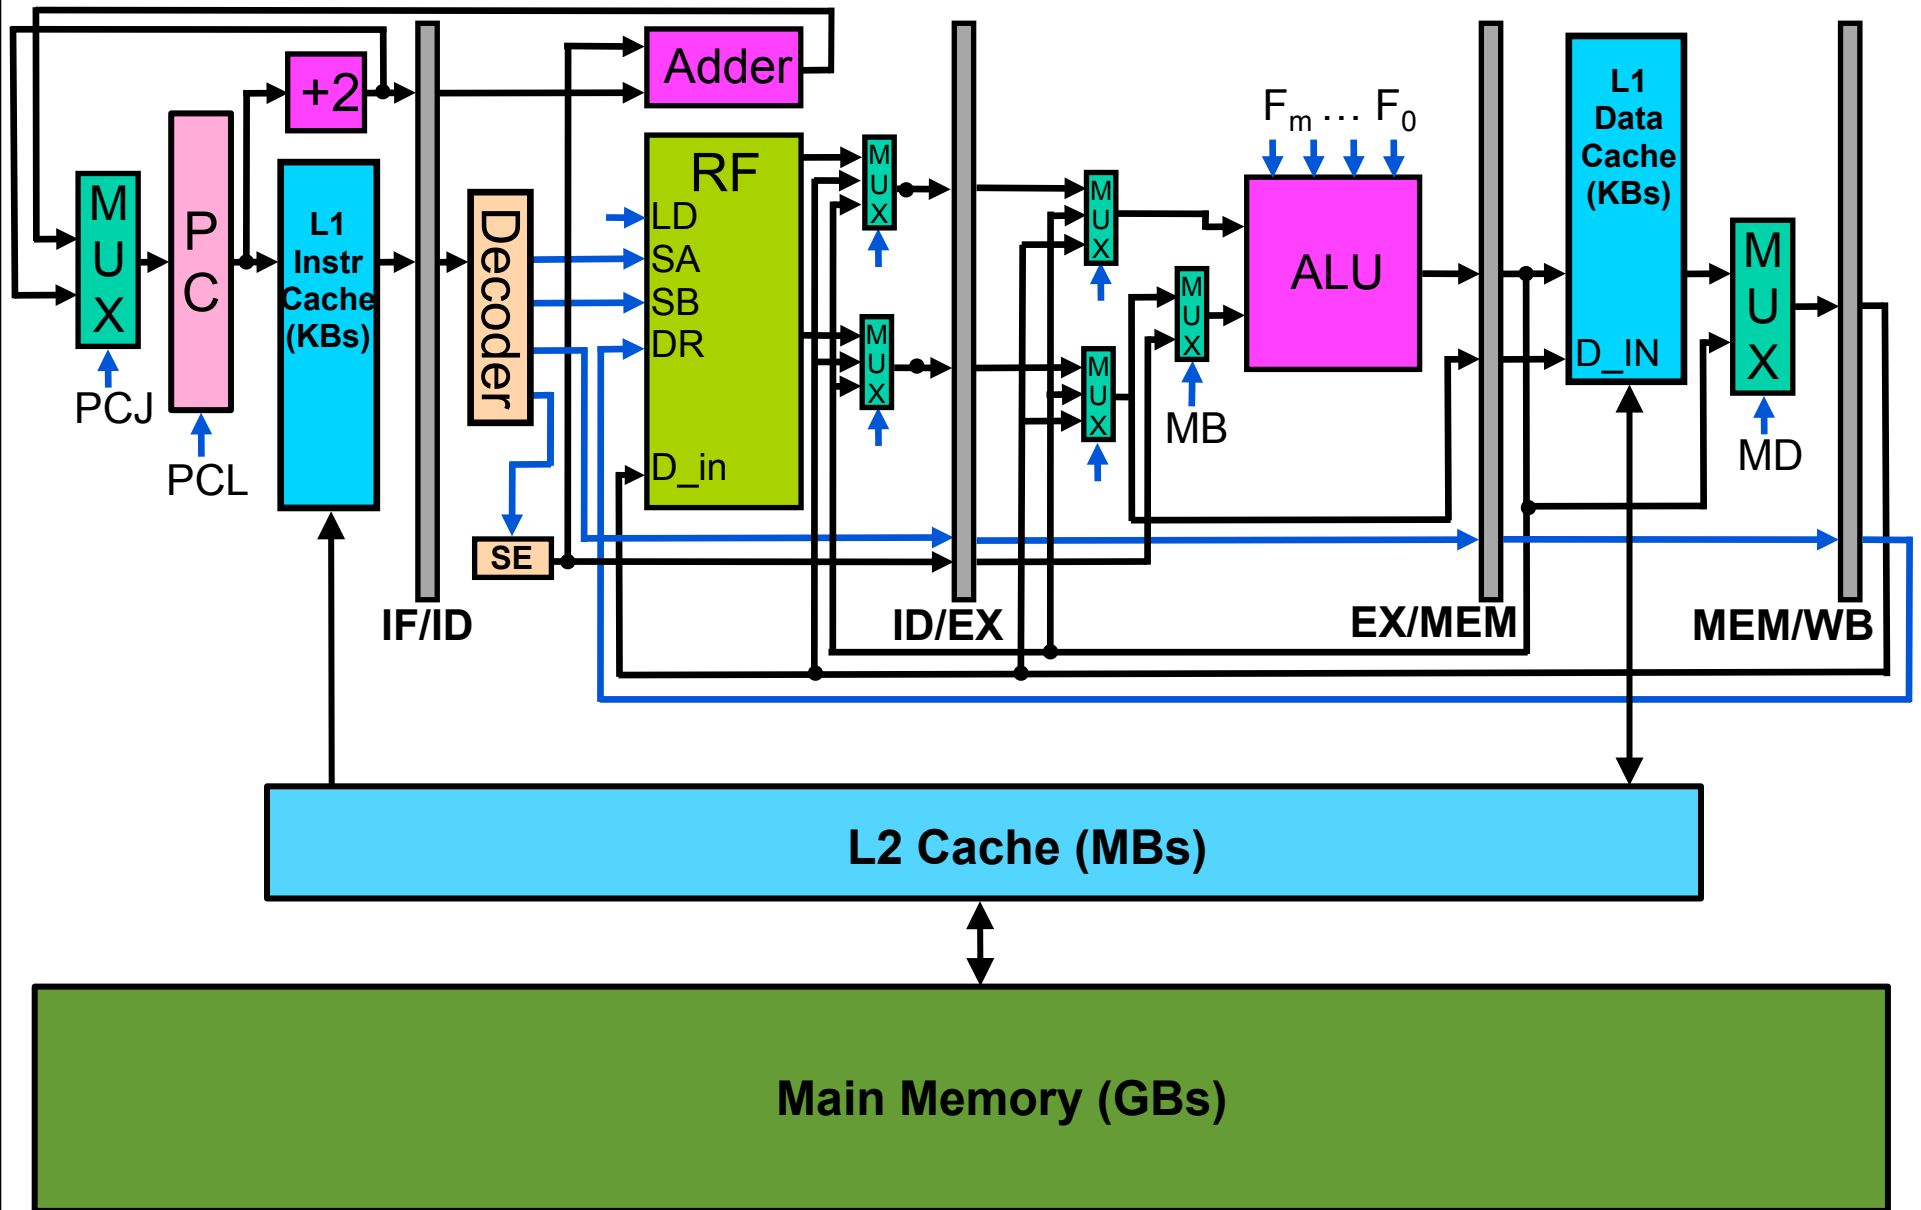 +2
Adder
MUX
PCJ
PC
PCL
L1
Instr
Cache
(KBs)
IF/ID
Decoder
SE
RF
LD
SA
SB
DR
D_in
MUX
MUX
ID/EX
MUX
MUX
MUX
MB
Fm ... F0
ALU
EX/MEM
L1
Data
Cache
(KBs)
D_IN
MUX
MD
MEM/WB
L2 Cache (MBs)
Main Memory (GBs)